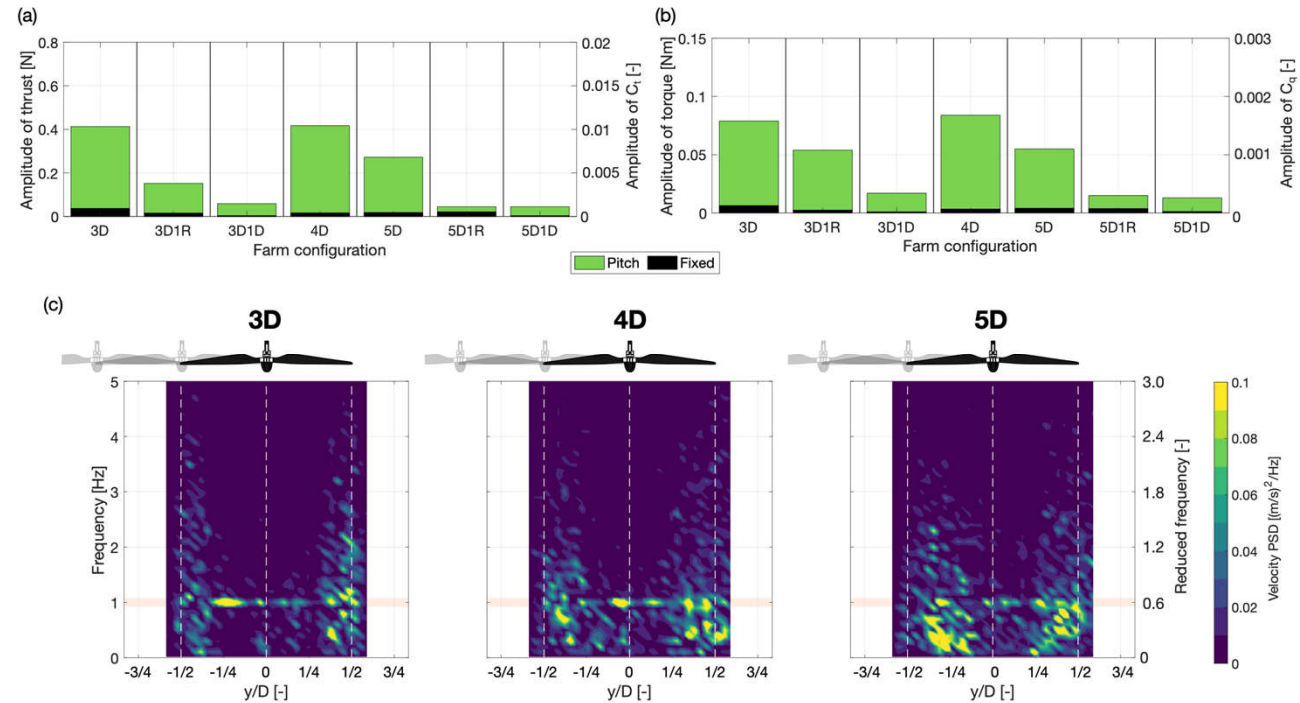 (a)
Amplitude of thrust [N]
0.8
0.6
0.4
0.2
0
0.02
0.015
0.01
0.005
0
Amplitude of Ct [-]
3D 3D1R 3D1D 4D 5D 5D1R 5D1D
Farm configuration
(b)
Amplitude of torque [Nm]
0.15
0.1
0.05
0
0.003
0.002
0.001
0
Amplitude of Cq [-]
3D 3D1R 3D1D 4D 5D 5D1R 5D1D
Farm configuration
Pitch Fixed
(c)
3D 4D 5D
Frequency [Hz]
5
4
3
2
1
0
-3/4 -1/2 -1/4 0 1/4 1/2 3/4
y/D [-]
-3/4 -1/2 -1/4 0 1/4 1/2 3/4
y/D [-]
-3/4 -1/2 -1/4 0 1/4 1/2 3/4
y/D [-]
3.0
2.4
1.8
1.2
0.6
0
Reduced frequency [-]
0.1
0.08
0.06
0.04
0.02
0
Velocity PSD [(m/s)²/Hz]